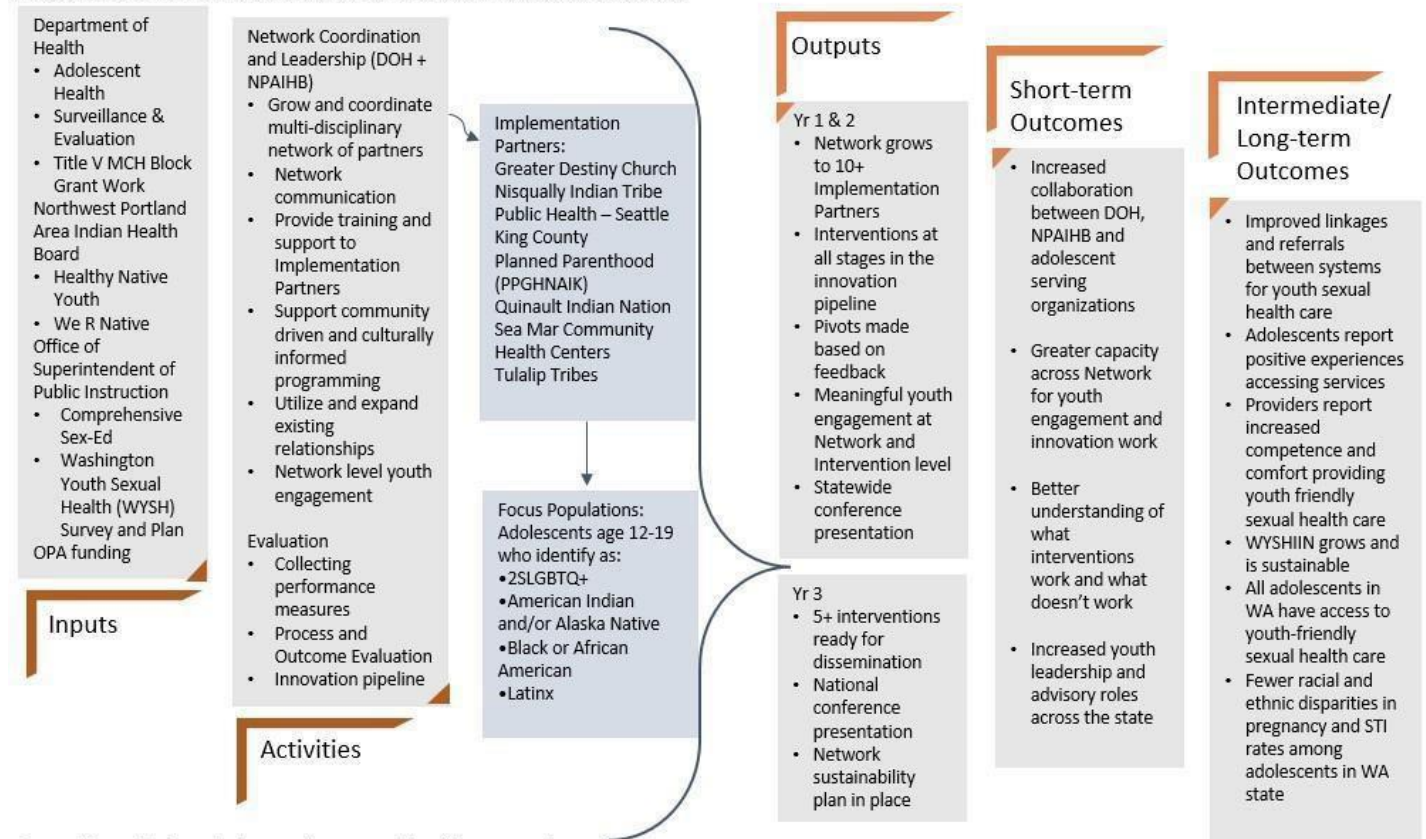 Department of
Health
• Adolescent
Health
• Surveillance &
Evaluation
• Title V MCH Block
Grant Work
Northwest Portland
Area Indian Health
Board
• Healthy Native
Youth
• We R Native
Office of
Superintendent of
Public Instruction
• Comprehensive
Sex-Ed
• Washington
Youth Sexual
Health (WYSH)
Survey and Plan
OPA funding
Inputs
Network Coordination
and Leadership (DOH +
NPAIHB)
• Grow and coordinate
multi-disciplinary
network of partners
• Network
communication
• Provide training and
support to
Implementation
Partners
• Support community
driven and culturally
informed
programming
• Utilize and expand
existing
relationships
• Network level youth
engagement
Evaluation
• Collecting
performance
measures
• Process and
Outcome Evaluation
• Innovation pipeline
Activities
Implementation
Partners:
Greater Destiny Church
Nisqually Indian Tribe
Public Health – Seattle
King County
Planned Parenthood
(PPGHNAIK)
Quinault Indian Nation
Sea Mar Community
Health Centers
Tulalip Tribes
Focus Populations:
Adolescents age 12-19
who identify as:
•2SLGBTQ+
•American Indian
and/or Alaska Native
•Black or African
American
•Latinx
Outputs
Yr 1 & 2
• Network grows
to 10+
Implementation
Partners
• Interventions at
all stages in the
innovation
pipeline
• Pivots made
based on
feedback
• Meaningful youth
engagement at
Network and
Intervention level
• Statewide
conference
presentation
Yr 3
• 5+ interventions
ready for
dissemination
• National
conference
presentation
• Network
sustainability
plan in place
Short-term
Outcomes
• Increased
collaboration
between DOH,
NPAIHB and
adolescent
serving
organizations
• Greater capacity
across Network
for youth
engagement and
innovation work
• Better
understanding of
what
interventions
work and what
doesn't work
• Increased youth
leadership and
advisory roles
across the state
Intermediate/
Long-term
Outcomes
• Improved linkages
and referrals
between systems
for youth sexual
health care
• Adolescents report
positive experiences
accessing services
• Providers report
increased
competence and
comfort providing
youth friendly
sexual health care
• WYSHIIN grows and
is sustainable
• All adolescents in
WA have access to
youth-friendly
sexual health care
• Fewer racial and
ethnic disparities in
pregnancy and STI
rates among
adolescents in WA
state